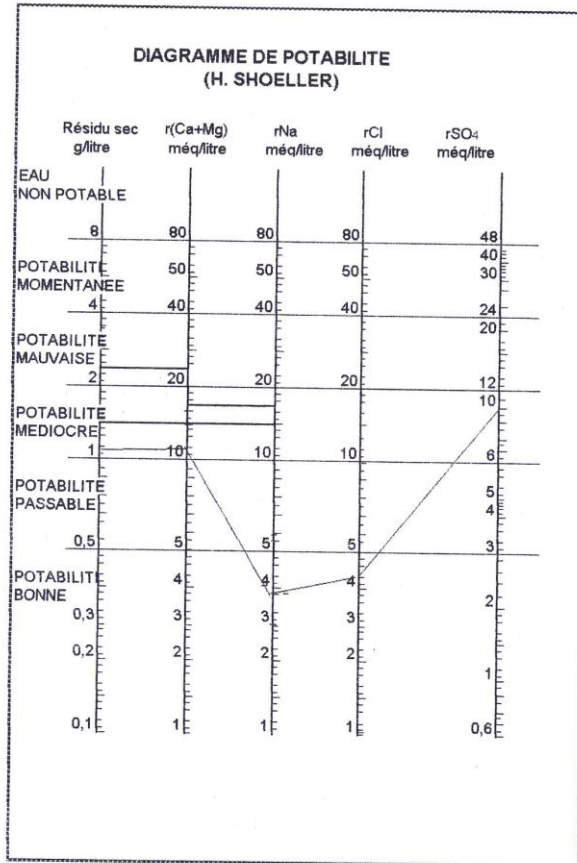 DIAGRAMME DE POTABILITE
(H. SHOELLER)
Résidu sec r(Ca+Mg) rNa rCl rSO4
g/litre méq/litre méq/litre méq/litre méq/litre
EAU
NON POTABLE
8 80 80 80 48
40
POTABILITE 50 50 50 30
MOMENTANEE
4 40 40 40 24
20
POTABILITE
MAUVAISE
2 20 20 20 12
10
POTABILITE
MEDIOCRE
1 10 10 10 6
POTABILITE 5
PASSABLE 4
0,5 5 5 5 3
POTABILITI 4 4 4
BONNE 2
0,3 3 3 3
0,2 2 2 2
1
0,1 1 1 1 0,6